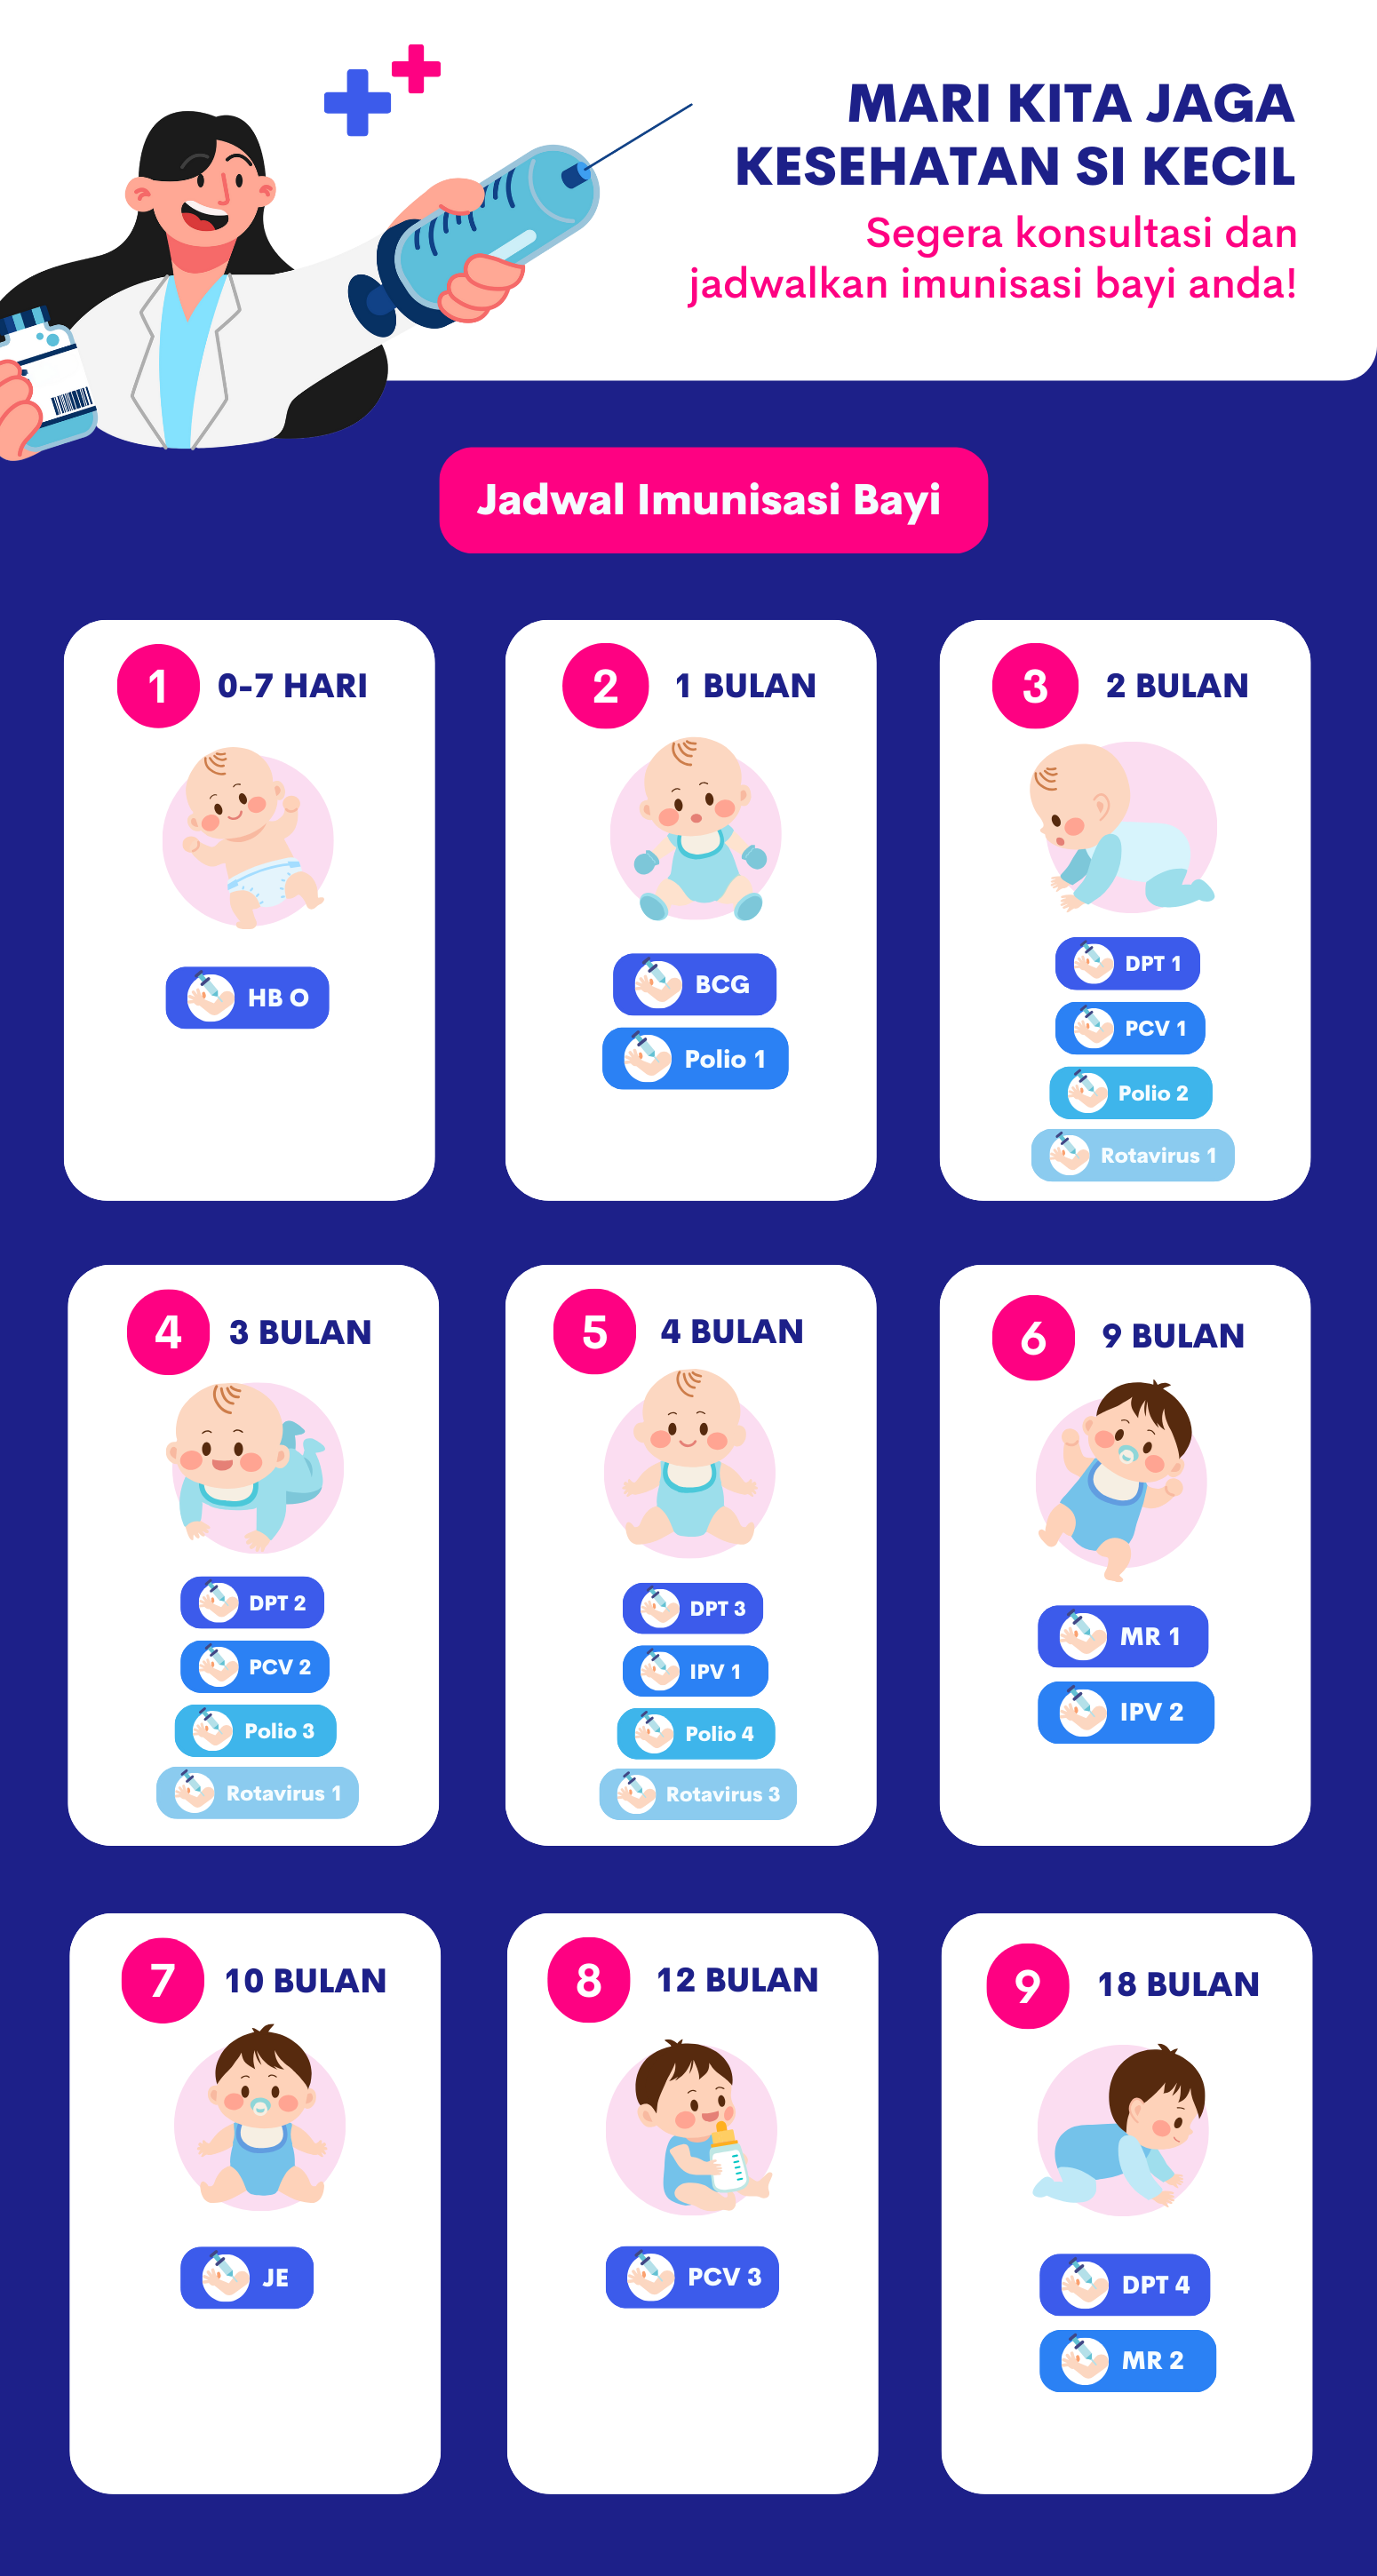 MARI KITA JAGA
KESEHATAN SI KECIL
Segera konsultasi dan
jadwalkan imunisasi bayi anda!
Jadwal Imunisasi Bayi
1 0-7 HARI
HB O
2 1 BULAN
BCG
Polio 1
3 2 BULAN
DPT 1
PCV 1
Polio 2
Rotavirus 1
4 3 BULAN
DPT 2
PCV 2
Polio 3
Rotavirus 1
5 4 BULAN
DPT 3
IPV 1
Polio 4
Rotavirus 3
6 9 BULAN
MR 1
IPV 2
7 10 BULAN
JE
8 12 BULAN
PCV 3
9 18 BULAN
DPT 4
MR 2